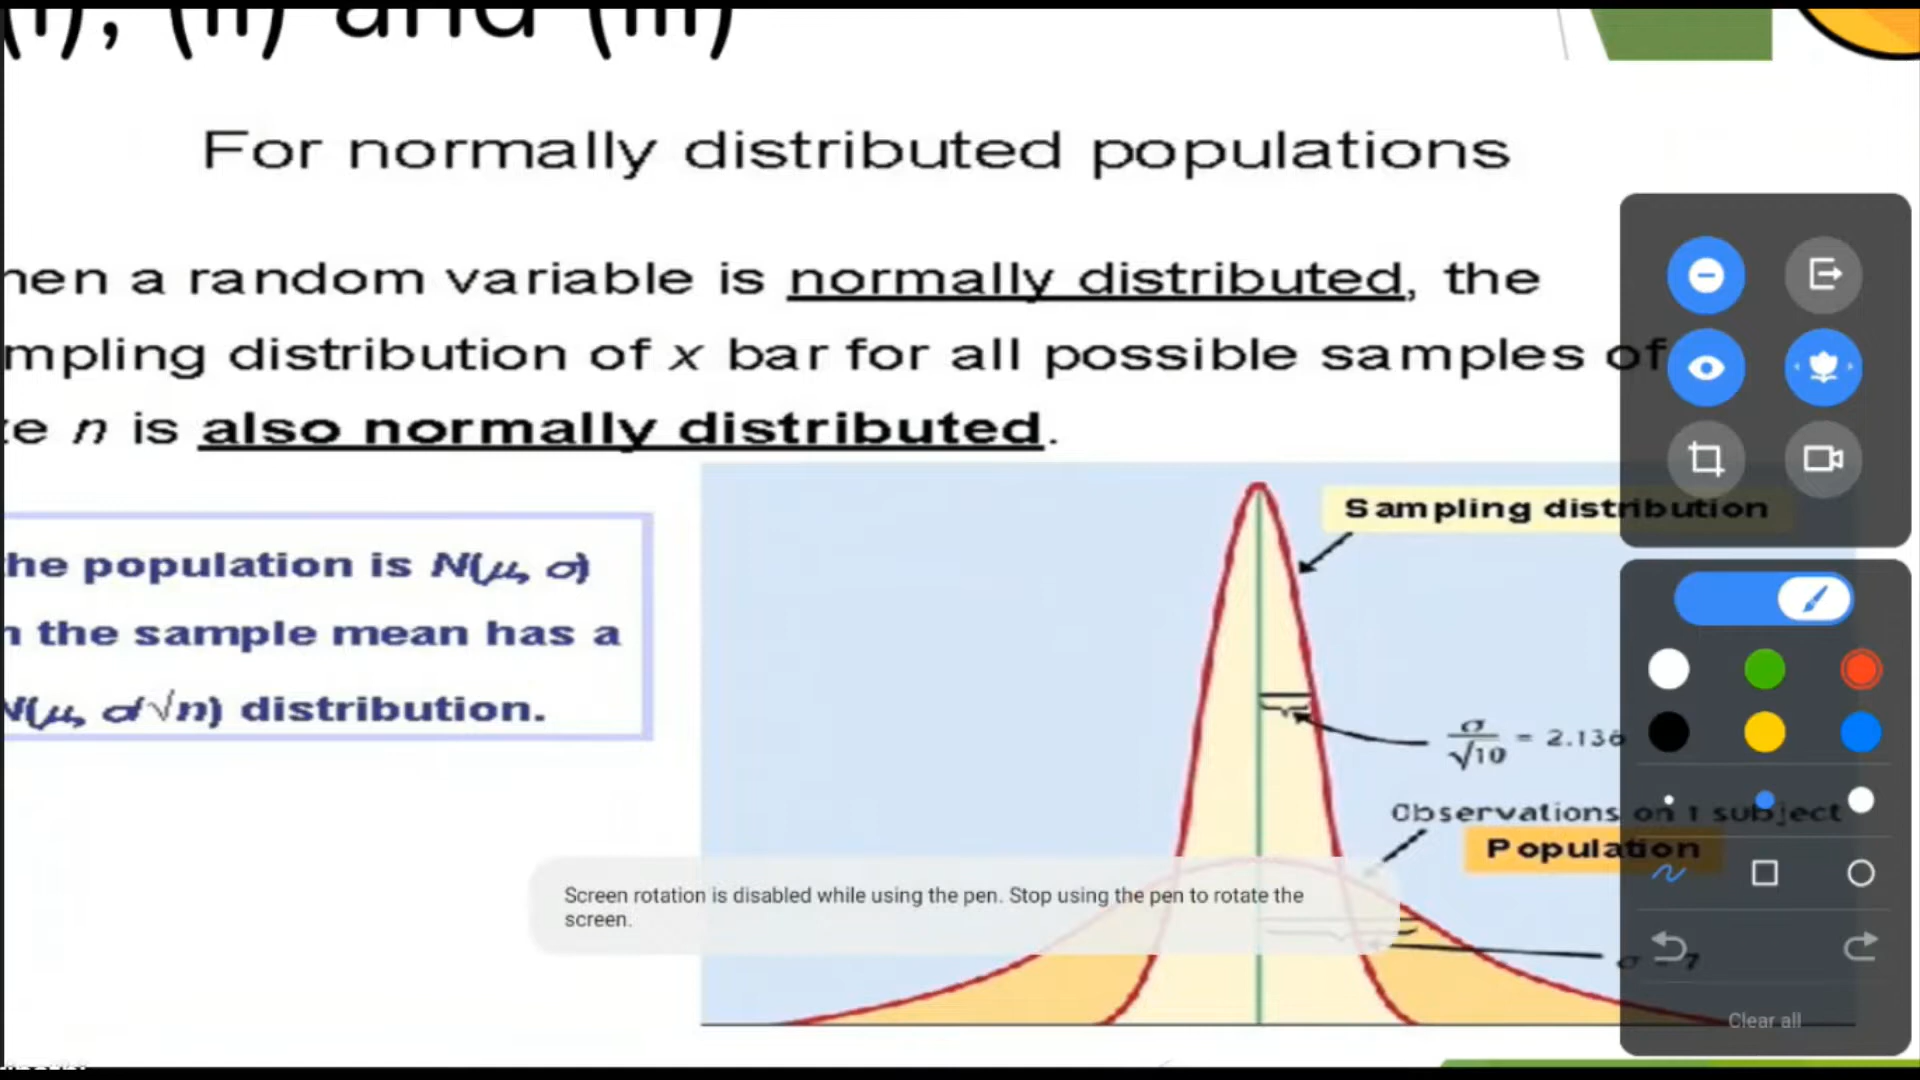 (i), (ii) and (iii)
For normally distributed populations
hen a random variable is normally distributed, the
mpling distribution of x bar for all possible samples of
ze n is also normally distributed.
Sampling distribution
he population is N(μ, σ)
n the sample mean has a
N(μ, σ/√n) distribution.
σ/√10 = 2.136
Observations on 1 subject
Population
Screen rotation is disabled while using the pen. Stop using the pen to rotate the
screen.
σ = 7
Clear all